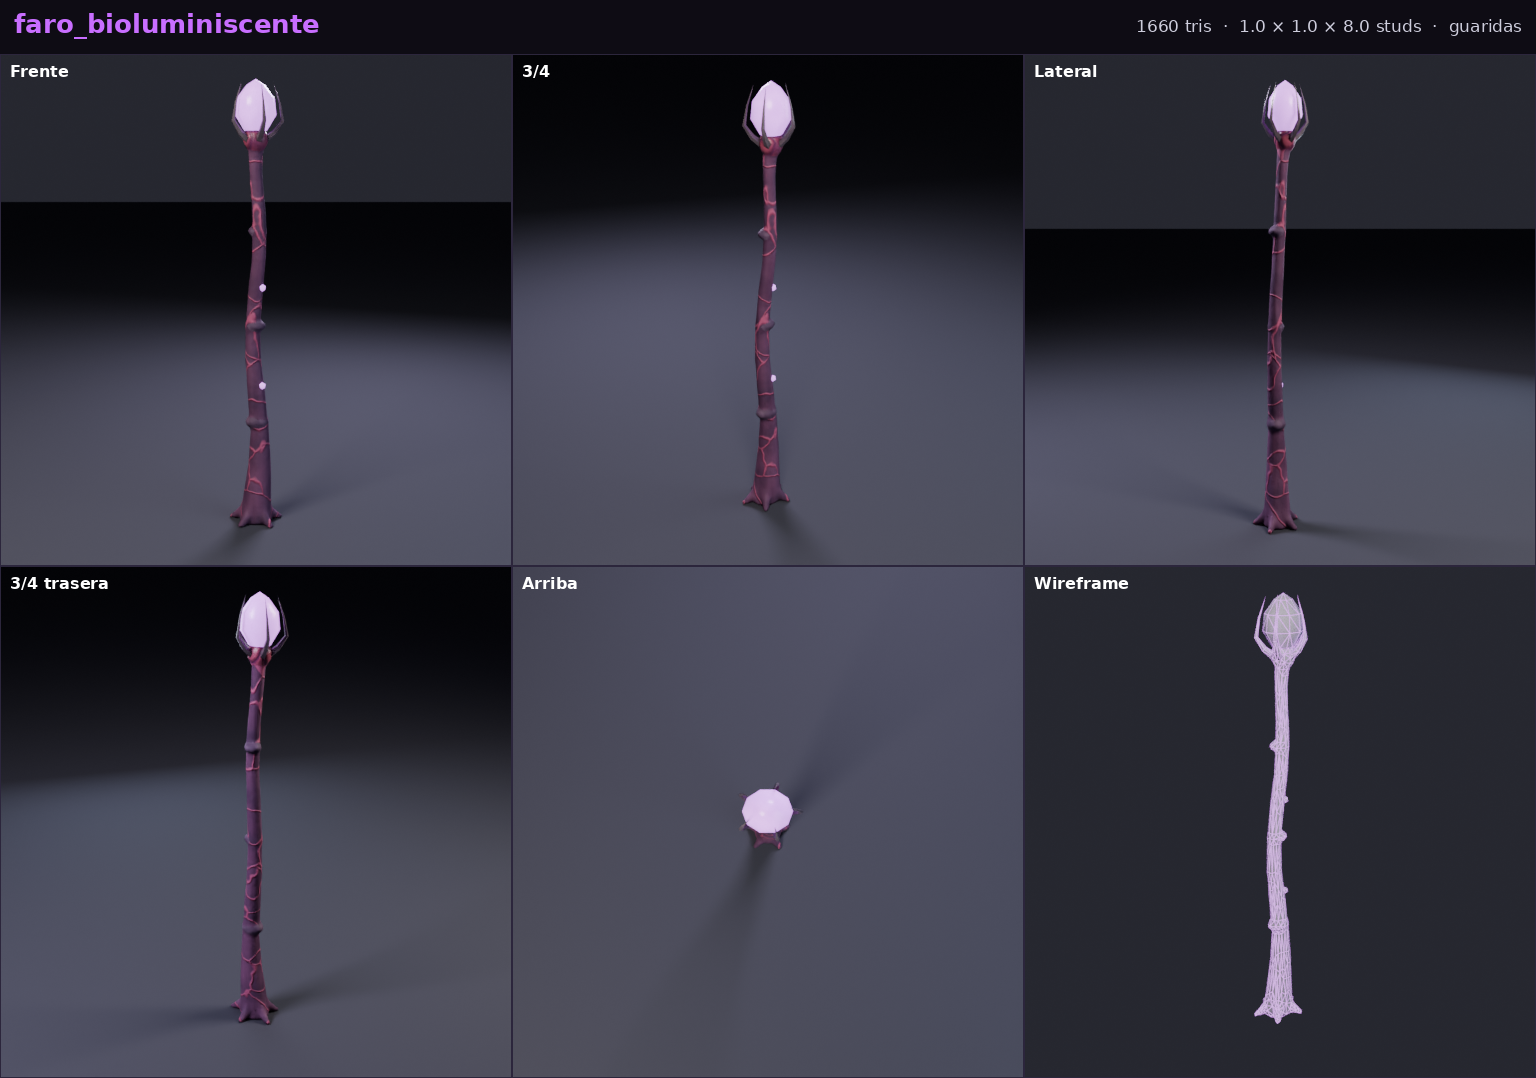 faro_bioluminiscente
1660 tris · 1.0 × 1.0 × 8.0 studs · guaridas
Frente
3/4
Lateral
3/4 trasera
Arriba
Wireframe